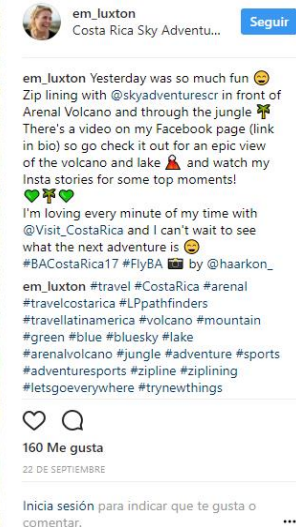 em_luxton
Costa Rica Sky Adventu...
Seguir
em_luxton Yesterday was so much fun 😄
Zip lining with @skyadventurescr in front of
Arenal Volcano and through the jungle 🌴
There's a video on my Facebook page (link
in bio) so go check it out for an epic view
of the volcano and lake 🌋 and watch my
Insta stories for some top moments!
💚🌴💚
I'm loving every minute of my time with
@Visit_CostaRica and I can't wait to see
what the next adventure is 😄
#BACostaRica17 #FlyBA 📷 by @haarkon_
em_luxton #travel #CostaRica #arenal
#travelcostarica #LPpathfinders
#travellatinamerica #volcano #mountain
#green #blue #bluesky #lake
#arenalvolcano #jungle #adventure #sports
#adventuresports #zipline #ziplining
#letsgoeverywhere #trynewthings
160 Me gusta
22 DE SEPTIEMBRE
Inicia sesión para indicar que te gusta o
comentar.